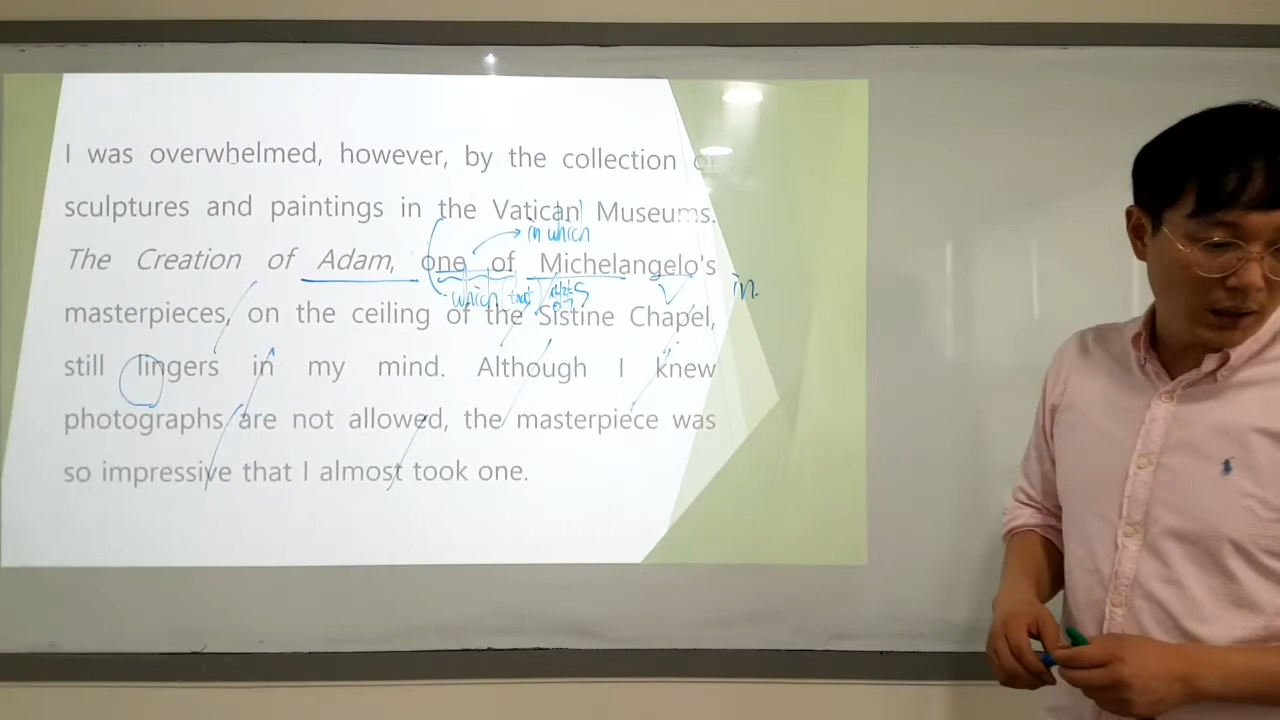 I was overwhelmed, however, by the collection of
sculptures and paintings in the Vatican Museums.
in which
The Creation of Adam, one of Michelangelo's
which that S V in
masterpieces, on the ceiling of the Sistine Chapel,
still lingers in my mind. Although I knew
photographs are not allowed, the masterpiece was
so impressive that I almost took one.